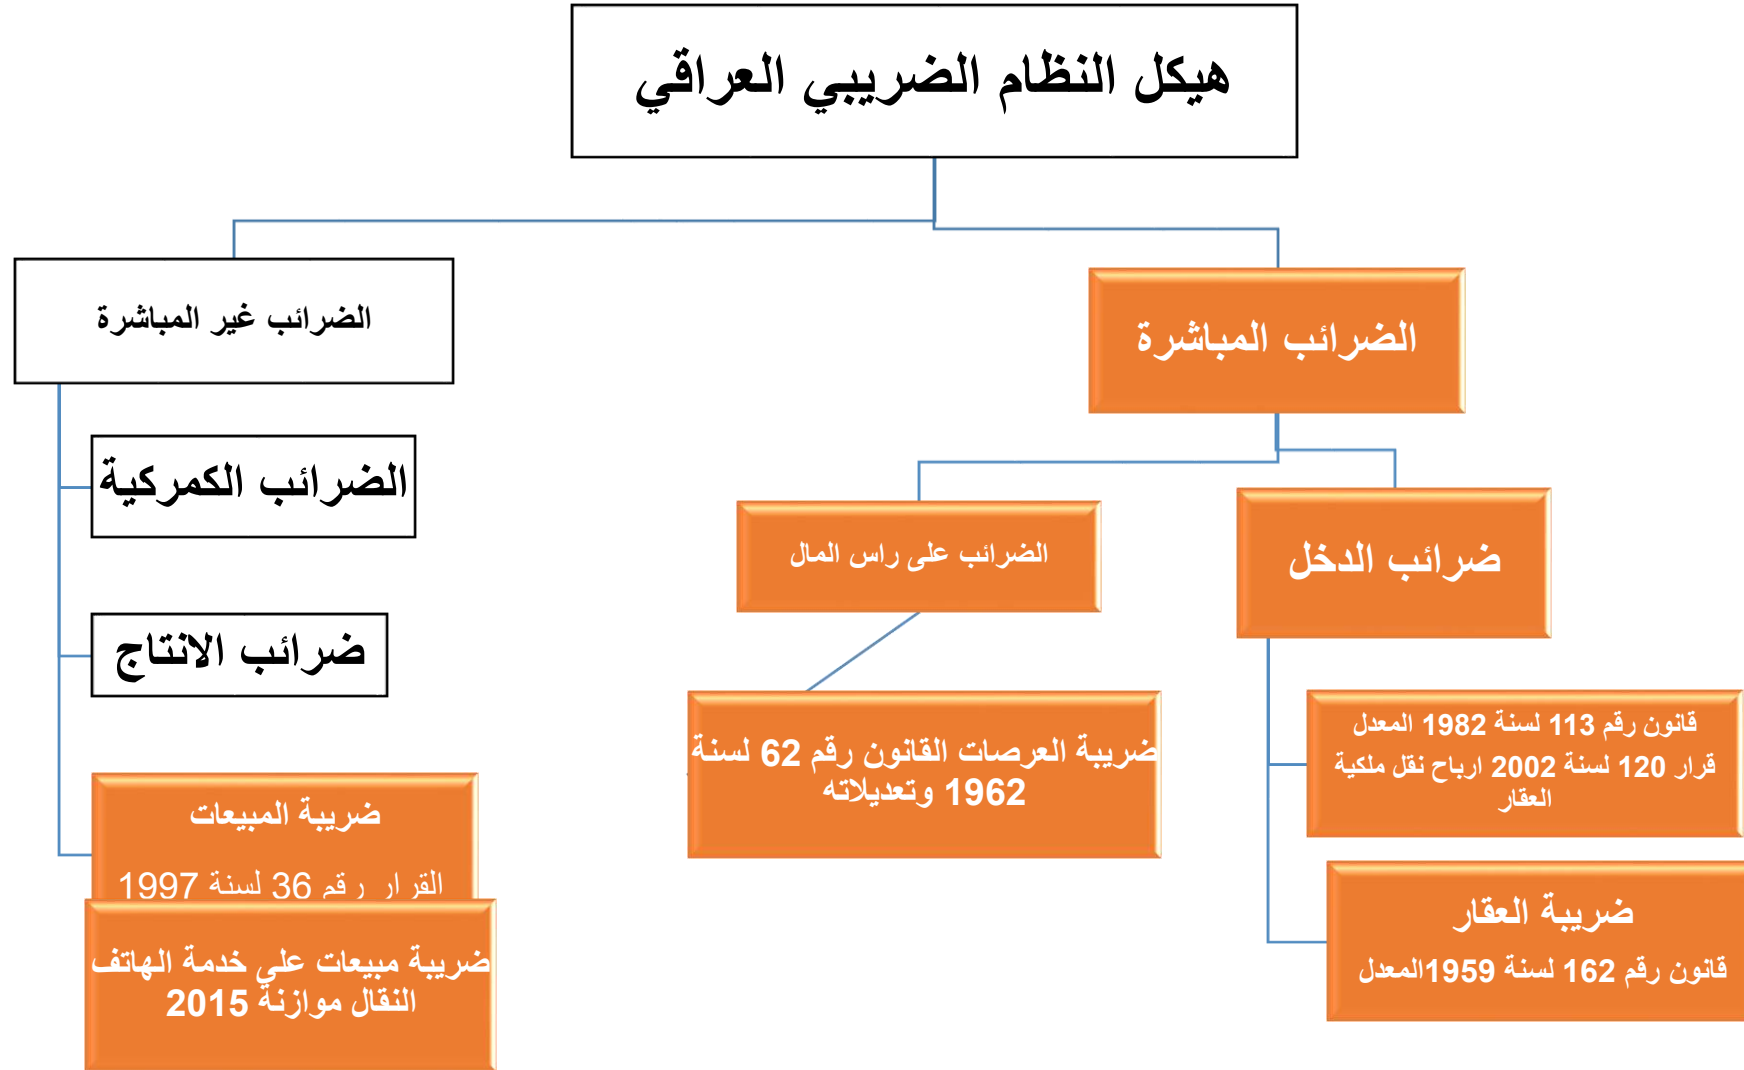 هيكل النظام الضريبي العراقي
الضرائب المباشرة
الضرائب غير المباشرة
ضرائب الدخل
الضرائب على راس المال
قانون رقم 113 لسنة 1982 المعدل
قرار 120 لسنة 2002 ارباح نقل ملكية
العقار
ضريبة العقار
قانون رقم 162 لسنة 1959المعدل
ضريبة العرصات القانون رقم 62 لسنة
1962 وتعديلاته
الضرائب الكمركية
ضرائب الانتاج
ضريبة المبيعات
القرار رقم 36 لسنة 1997
ضريبة مبيعات على خدمة الهاتف
النقال موازنة 2015